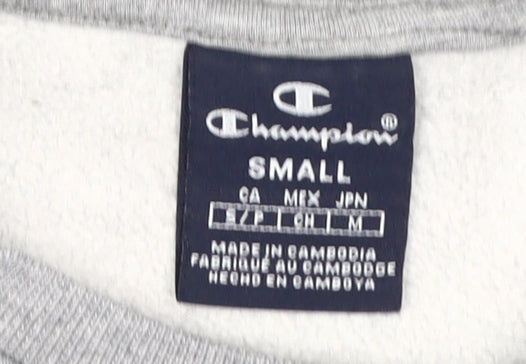 Champion®
SMALL
CA MEX JPN
S/P CH M
MADE IN CAMBODIA
FABRIQUÉ AU CAMBODGE
HECHO EN CAMBOYA